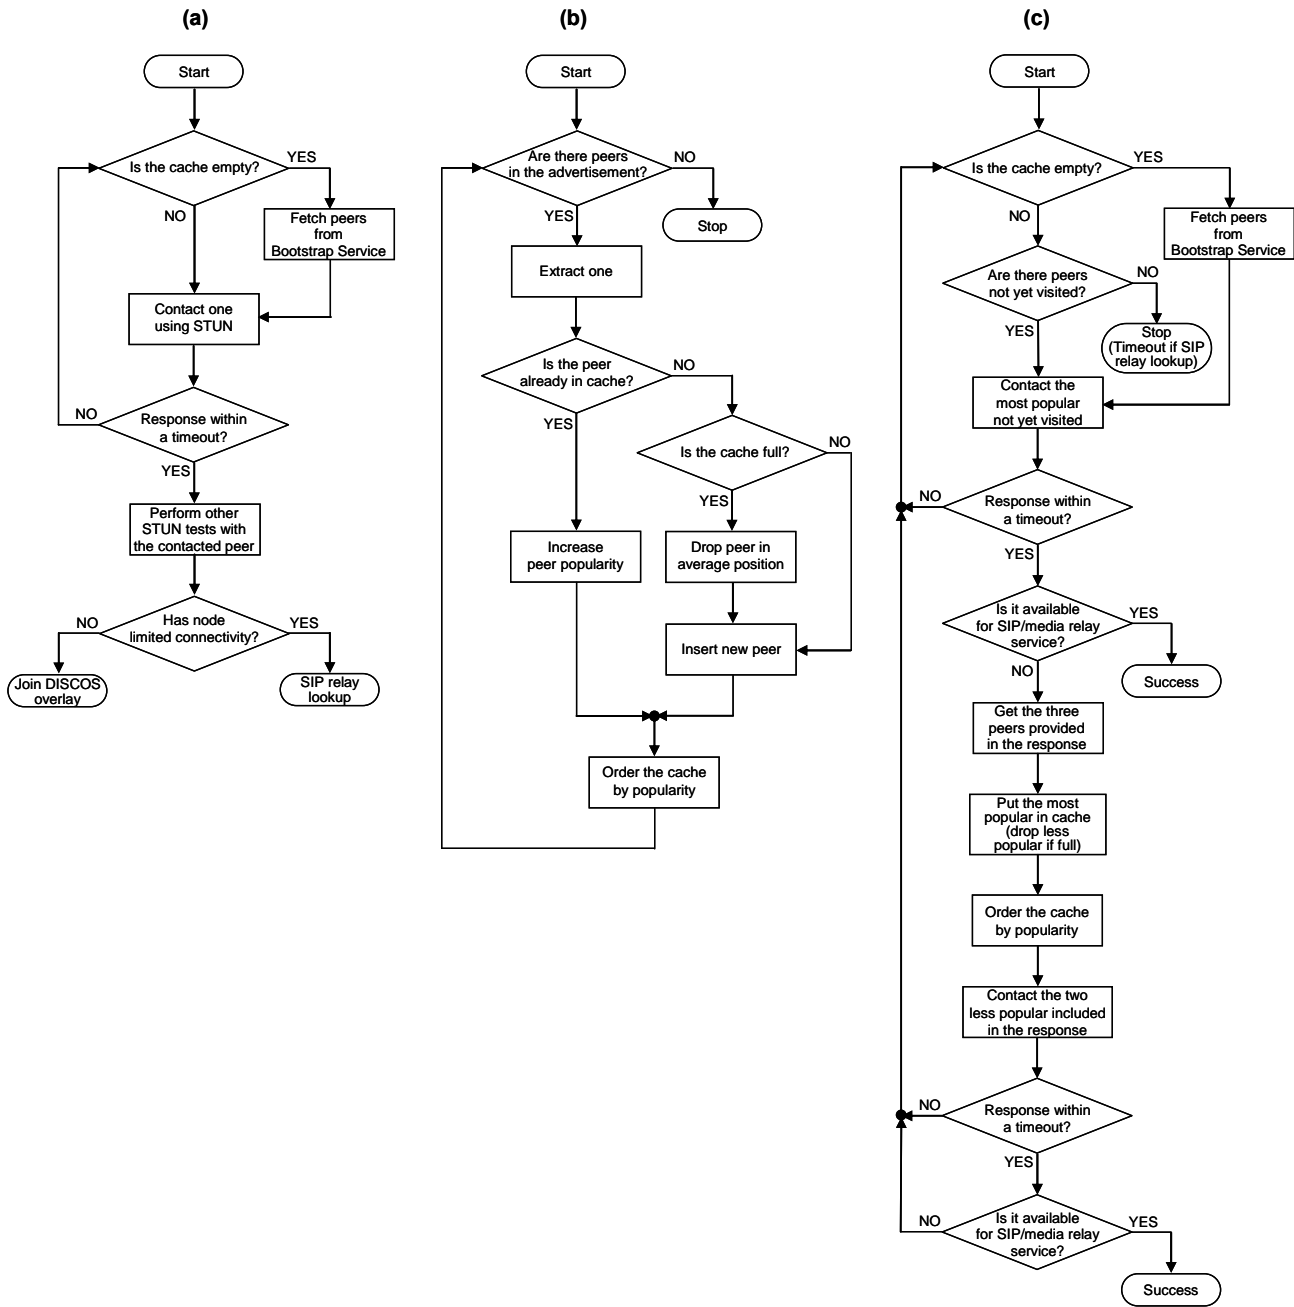 (a)
Start
Is the cache empty?
YES
NO
Fetch peers
from
Bootstrap Service
Contact one
using STUN
NO
Response within
a timeout?
YES
Perform other
STUN tests with
the contacted peer
NO
Has node
limited connectivity?
YES
Join DISCOS
overlay
SIP relay
lookup
(b)
Start
Are there peers
in the advertisement?
NO
YES
Stop
Extract one
Is the peer
already in cache?
NO
YES
Is the cache full?
NO
YES
Increase
peer popularity
Drop peer in
average position
Insert new peer
Order the cache
by popularity
(c)
Start
Is the cache empty?
YES
NO
Fetch peers
from
Bootstrap Service
Are there peers
not yet visited?
NO
YES
Stop
(Timeout if SIP
relay lookup)
Contact the
most popular
not yet visited
NO
Response within
a timeout?
YES
Is it available
for SIP/media relay
service?
YES
NO
Success
Get the three
peers provided
in the response
Put the most
popular in cache
(drop less
popular if full)
Order the cache
by popularity
Contact the two
less popular included
in the response
NO
Response within
a timeout?
YES
NO
Is it available
for SIP/media relay
service?
YES
Success